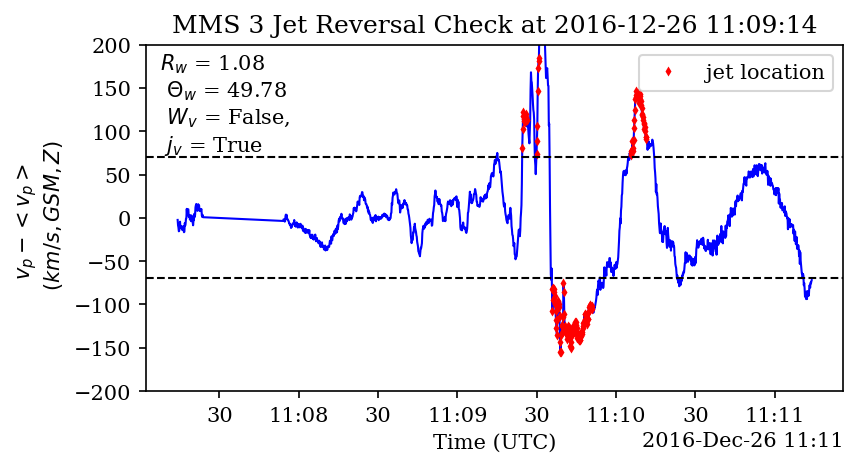 MMS 3 Jet Reversal Check at 2016-12-26 11:09:14
200
150
100
50
0
−50
−100
−150
−200
v_p − <v_p>
(km/s, GSM, Z)
R_w = 1.08
Θ_w = 49.78
W_v = False,
j_v = True
jet location
30 11:08 30 11:09 30 11:10 30 11:11
Time (UTC)
2016-Dec-26 11:11